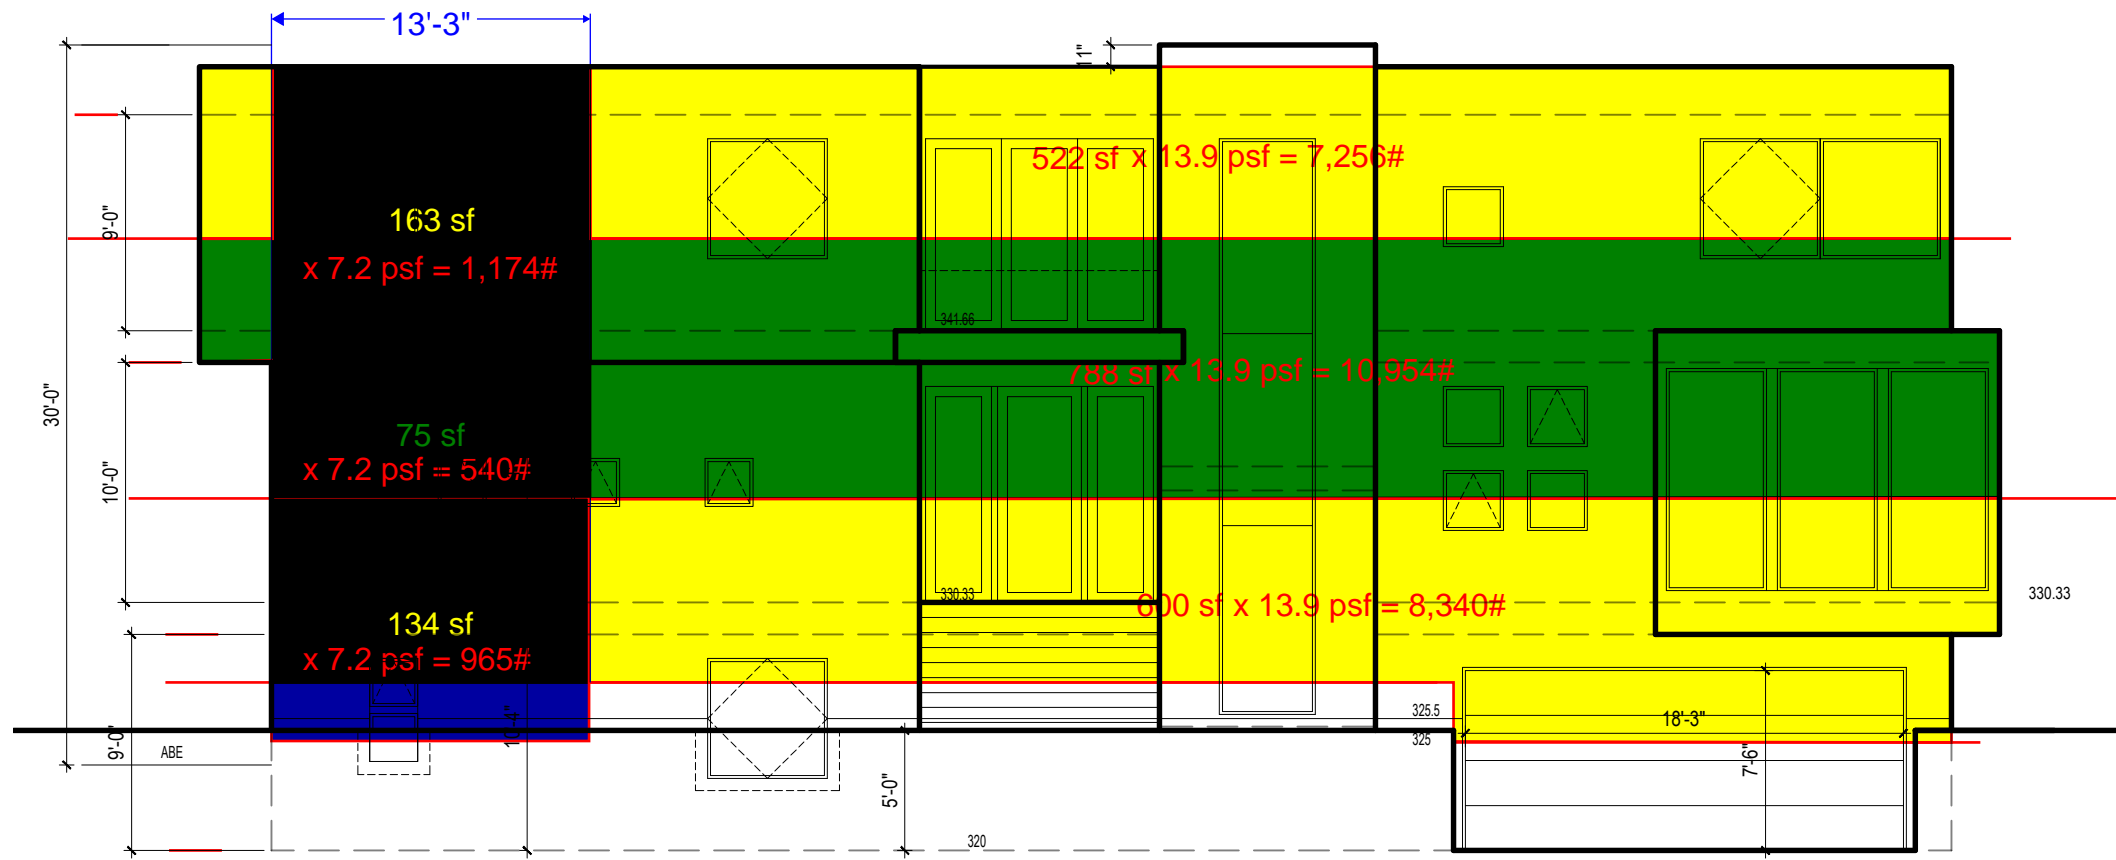 13'-3"
11"
522 sf x 13.9 psf = 7,256#
163 sf
9'-0"
x 7.2 psf = 1,174#
341.66
788 sf x 13.9 psf = 10,954#
30'-0"
75 sf
x 7.2 psf = 540#
10'-0"
330.33
330.33
600 sf x 13.9 psf = 8,340#
134 sf
x 7.2 psf = 965#
325.5
18'-3"
325
9'-0"
ABE
7'-6"
5'-0"
320